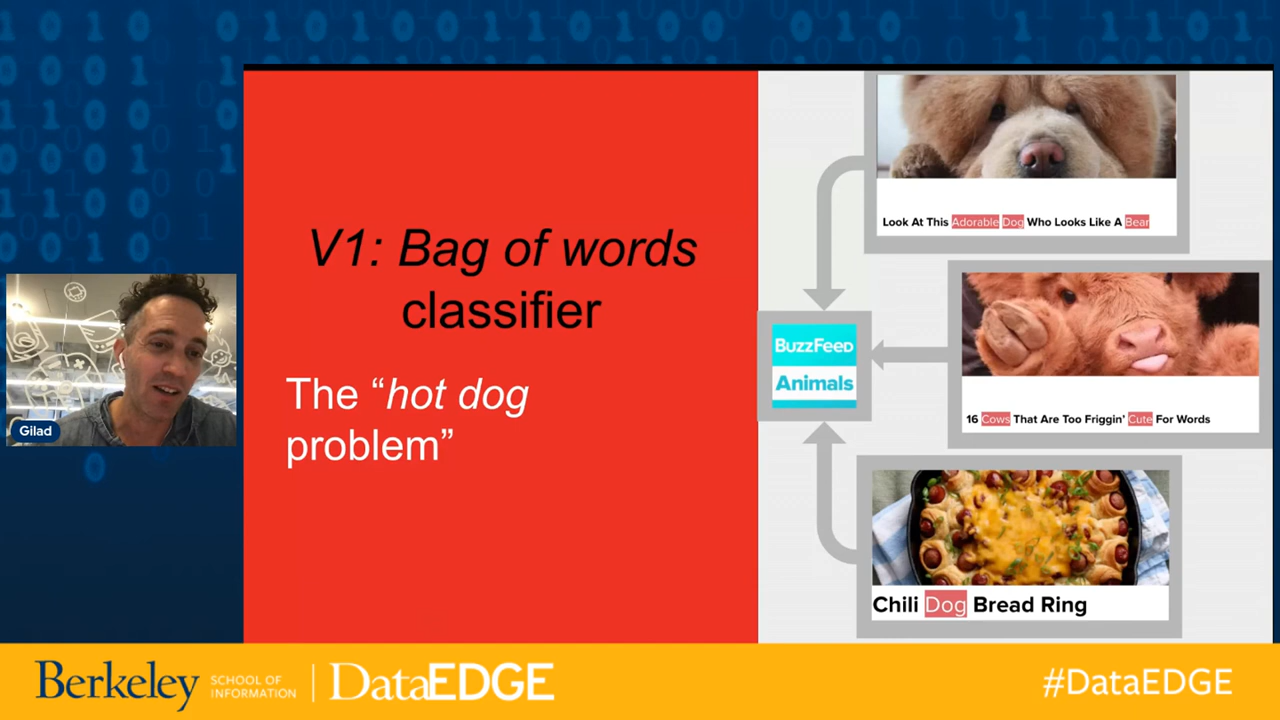 V1: Bag of words
classifier
The “hot dog
problem”
Look At This Adorable Dog Who Looks Like A Bear
BuzzFeed
Animals
16 Cows That Are Too Friggin’ Cute For Words
Chili Dog Bread Ring
Gilad
Berkeley
SCHOOL OF
INFORMATION
DataEDGE
#DataEDGE